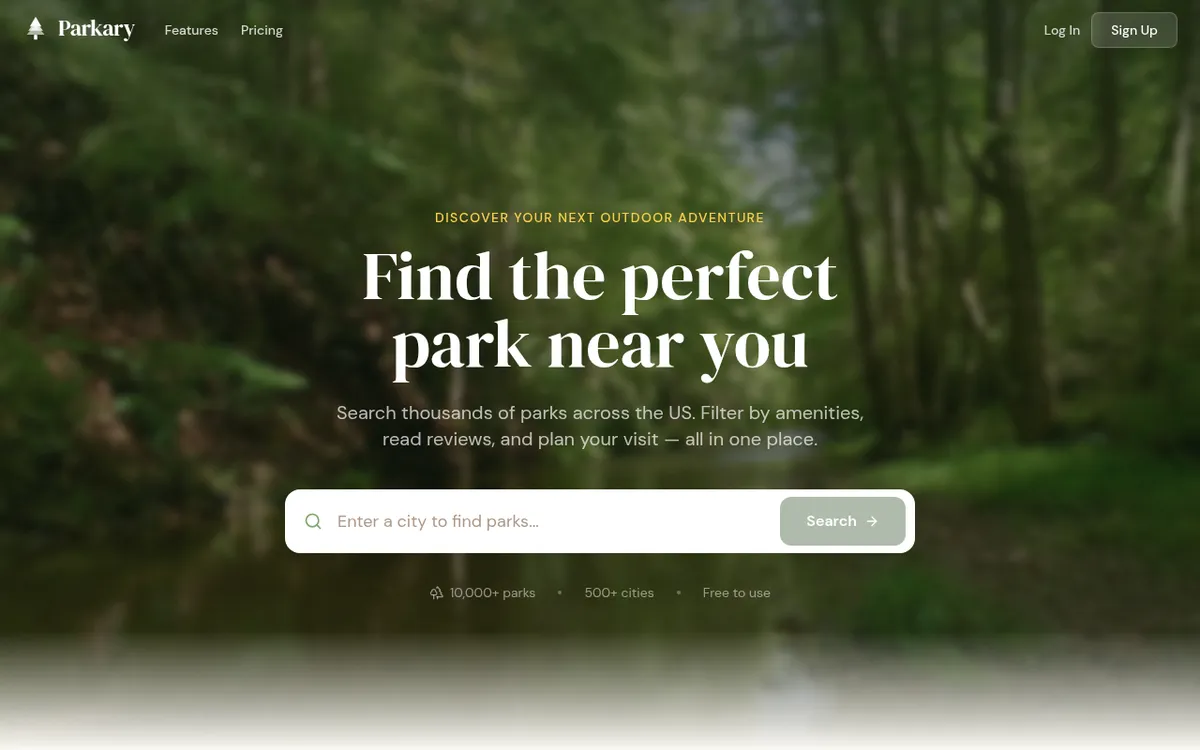 Parkary
Features
Pricing
Log In
Sign Up
DISCOVER YOUR NEXT OUTDOOR ADVENTURE
Find the perfect
park near you
Search thousands of parks across the US. Filter by amenities,
read reviews, and plan your visit — all in one place.
Enter a city to find parks...
Search →
10,000+ parks • 500+ cities • Free to use